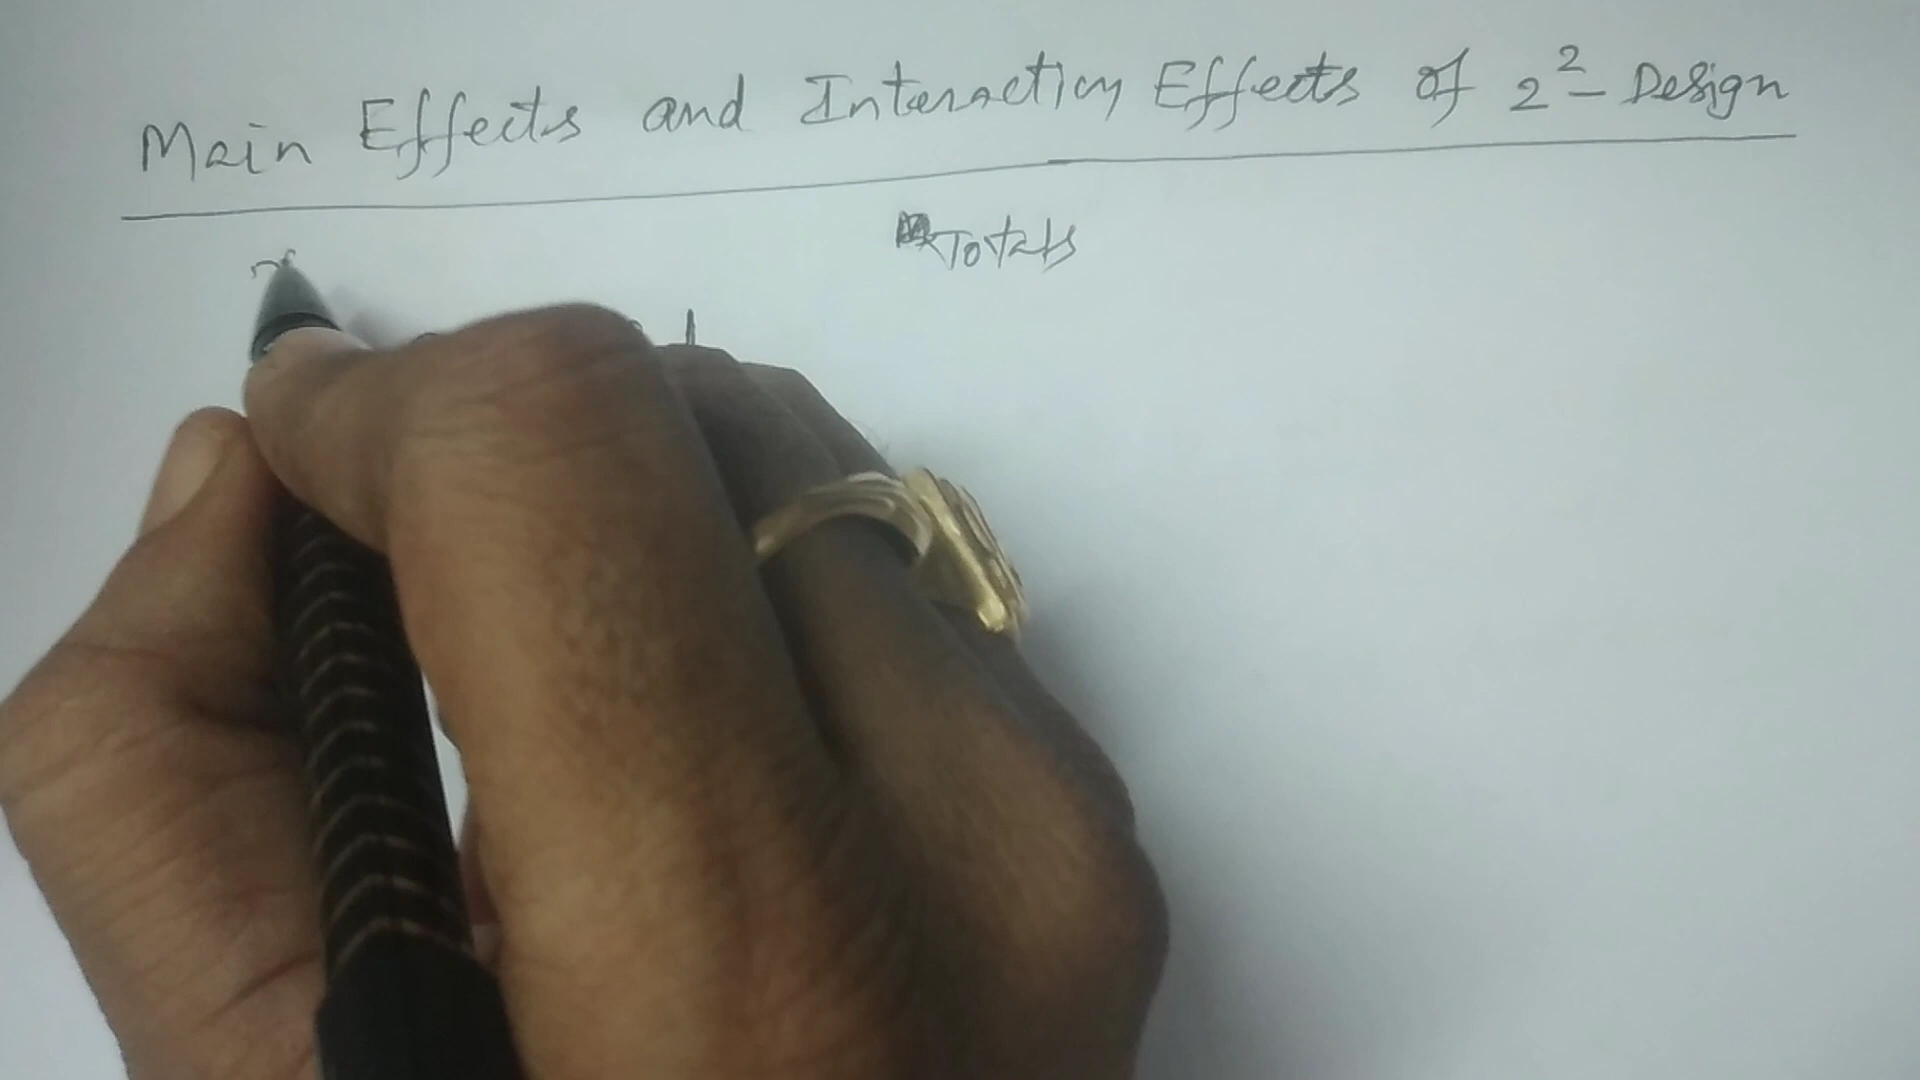 Main Effects and Interaction Effects of 2² - Design
Totals